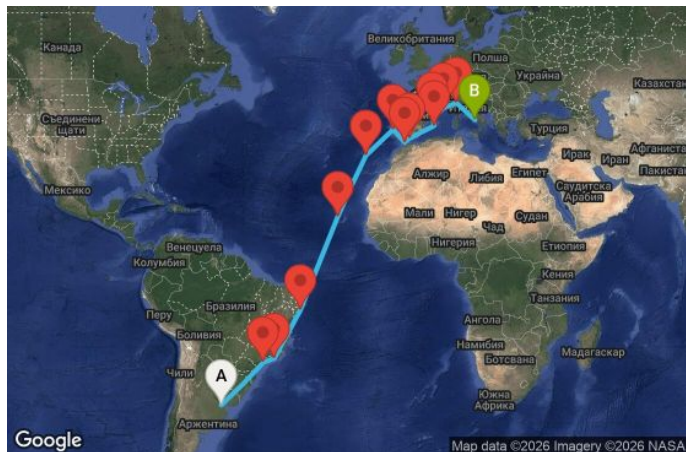 Канада
Великобритания
Полша
Украйна
Казахстан
B
Съединени
щати
Турция
Афганистан
Ирак
Иран
Пакистан
Мексико
Алжир
Либия
Египет
Саудитска
Арабия
Мали
Нигер
Судан
Чад
Венецуела
Нигерия
Етиопия
Колумбия
Кения
Бразилия
Танзания
Перу
Боливия
Ангола
Намибия
Ботсвана
Мадагаскар
Чили
A
Южна
Африка
Аржентина
Google
Map data ©2026 Imagery ©2026 NASA